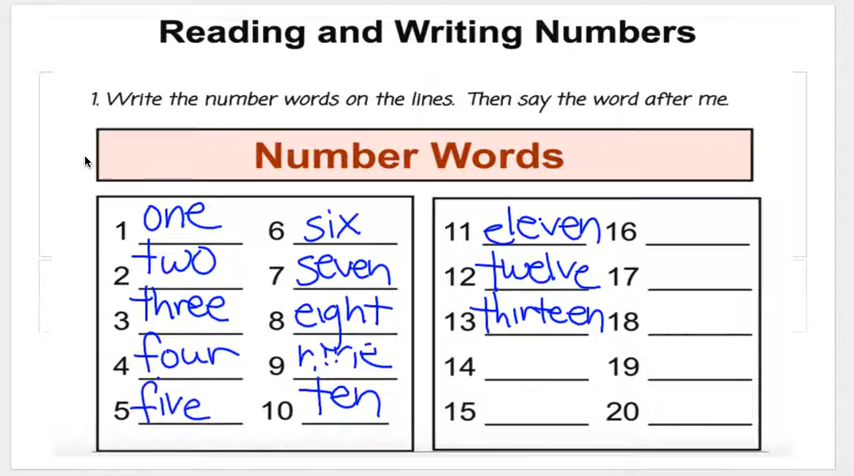 Reading and Writing Numbers
1. Write the number words on the lines. Then say the word after me.
Number Words
1 one 6 six
2 two 7 seven
3 three 8 eight
4 four 9 nine
5 five 10 ten
11 eleven 16
12 twelve 17
13 thirteen 18
14 19
15 20